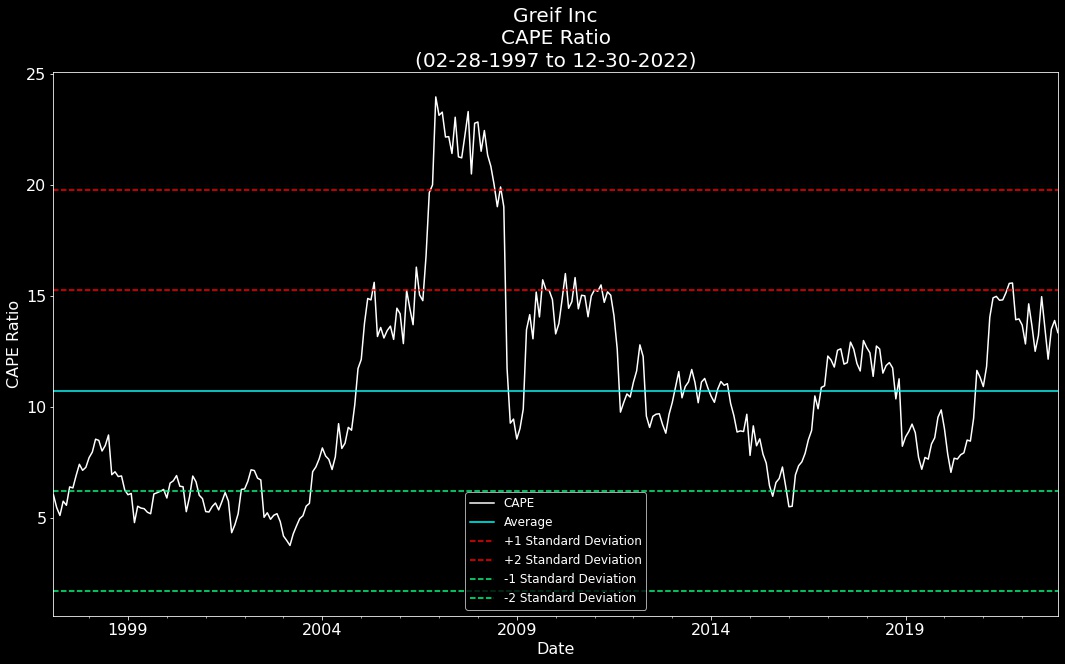 Greif Inc
CAPE Ratio
(02-28-1997 to 12-30-2022)
25
20
15
10
5
CAPE Ratio
CAPE
Average
+1 Standard Deviation
+2 Standard Deviation
-1 Standard Deviation
-2 Standard Deviation
1999
2004
2009
2014
2019
Date